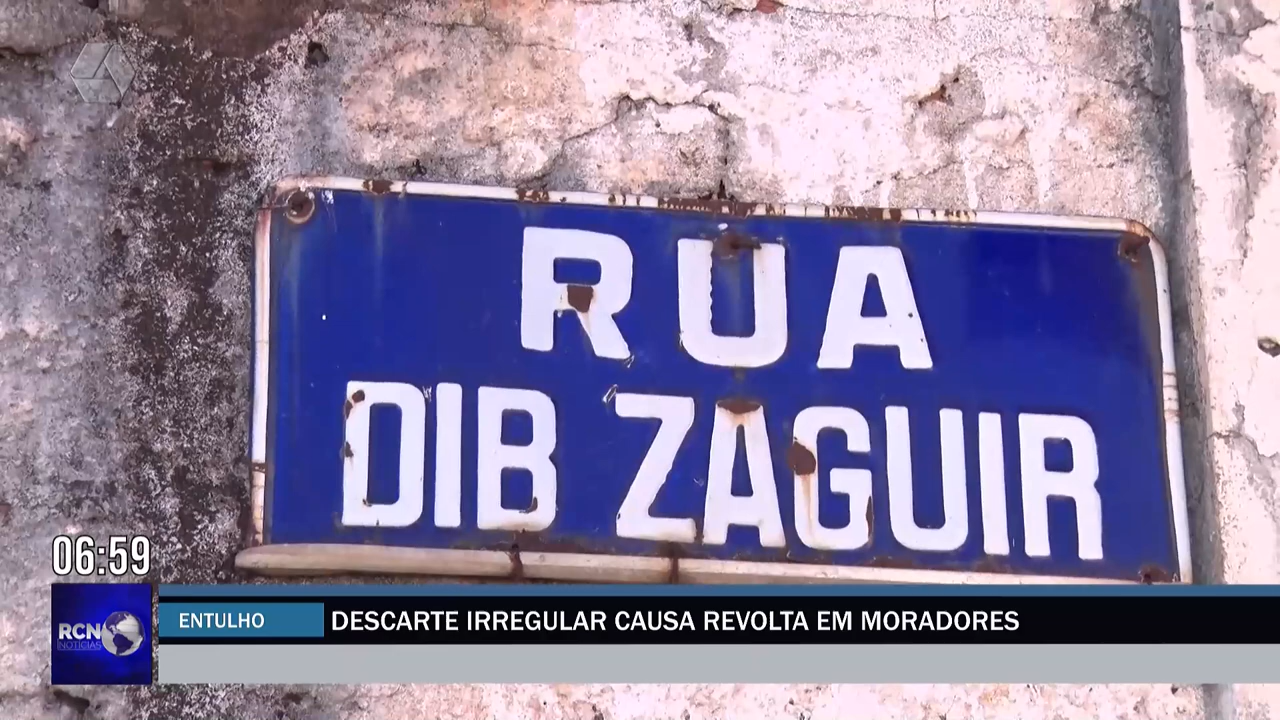 RUA
DIB ZAGUIR
06:59
RCN
NOTÍCIAS
ENTULHO
DESCARTE IRREGULAR CAUSA REVOLTA EM MORADORES